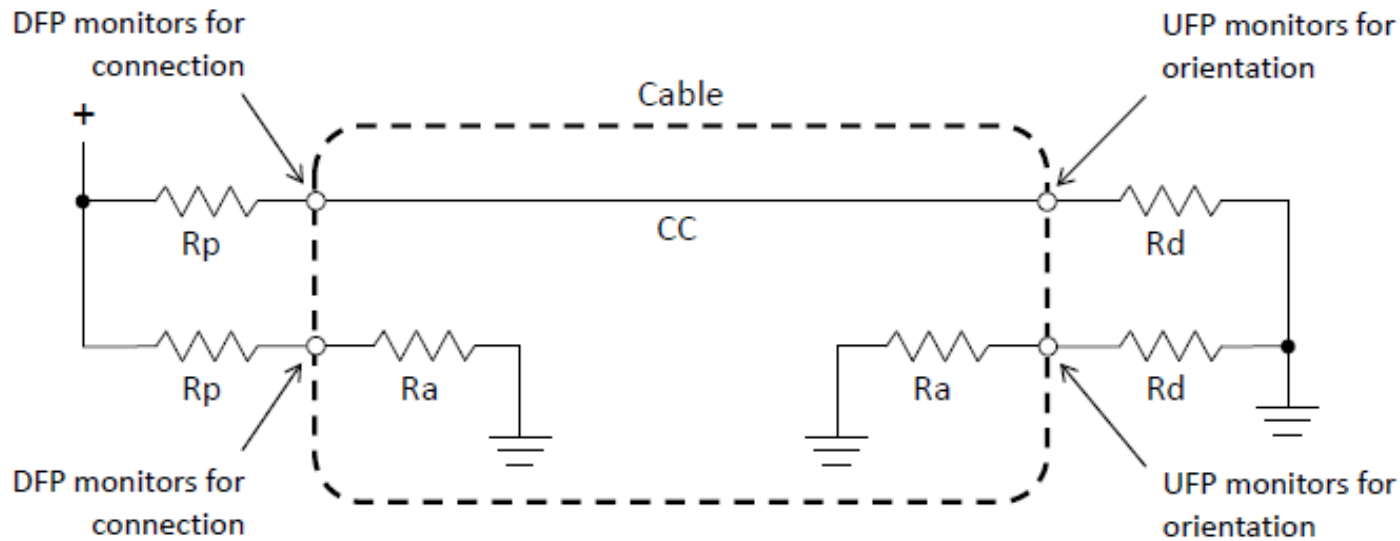 DFP monitors for
connection
UFP monitors for
orientation
Cable
+
Rp
CC
Rd
Rp
Ra
Ra
Rd
DFP monitors for
connection
UFP monitors for
orientation